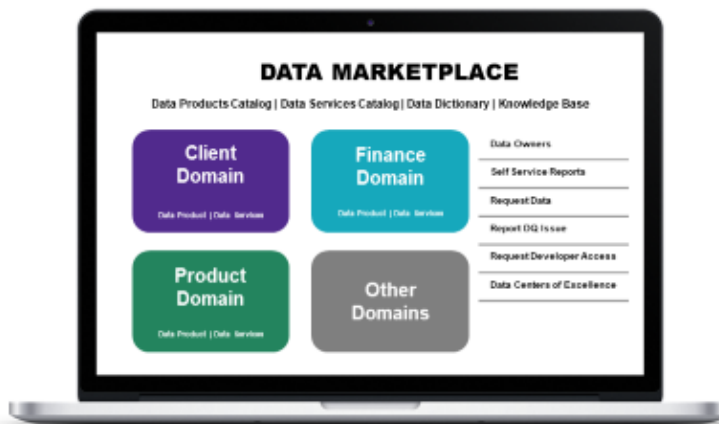 DATA MARKETPLACE
Data Products Catalog | Data Services Catalog | Data Dictionary | Knowledge Base
Client
Domain
Data Product | Data Services
Finance
Domain
Data Product | Data Services
Product
Domain
Data Product | Data Services
Other
Domains
Data Owners
Self Service Reports
Request Data
Report DQ Issue
Request Developer Access
Data Centers of Excellence